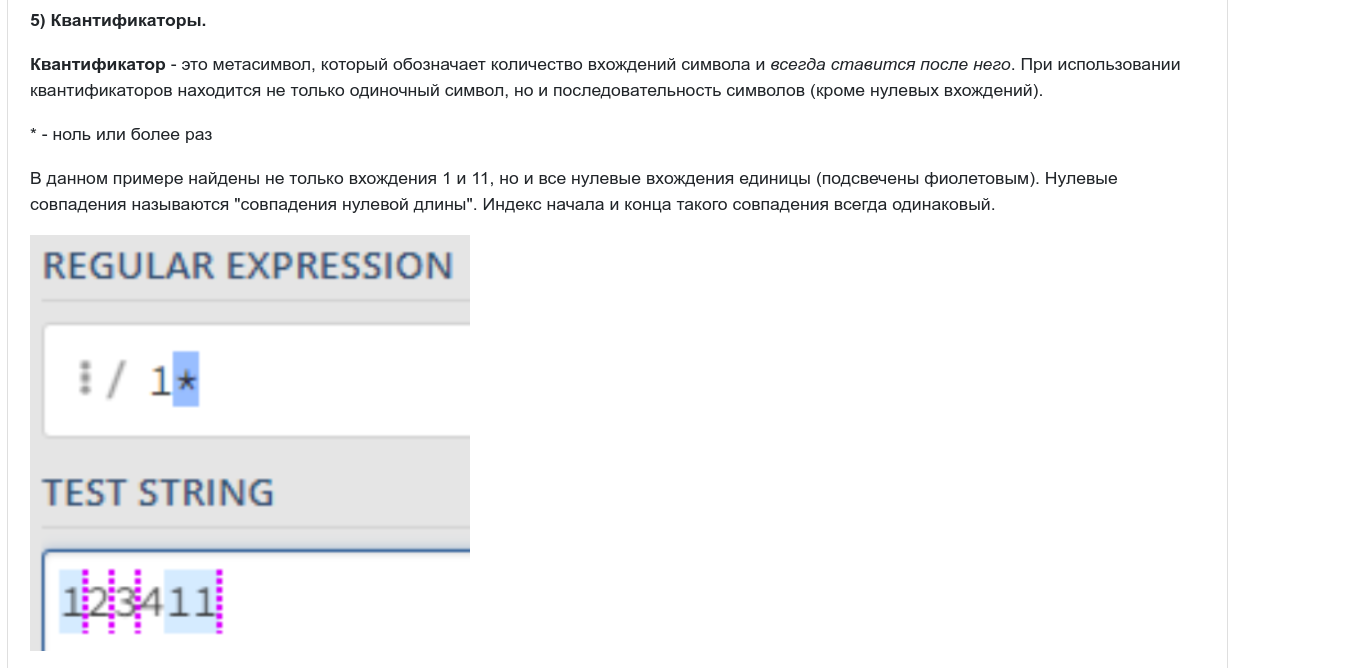 5) Квантификаторы.
Квантификатор - это метасимвол, который обозначает количество вхождений символа и всегда ставится после него. При использовании
квантификаторов находится не только одиночный символ, но и последовательность символов (кроме нулевых вхождений).
* - ноль или более раз
В данном примере найдены не только вхождения 1 и 11, но и все нулевые вхождения единицы (подсвечены фиолетовым). Нулевые
совпадения называются "совпадения нулевой длины". Индекс начала и конца такого совпадения всегда одинаковый.
REGULAR EXPRESSION
/ 1*
TEST STRING
123411